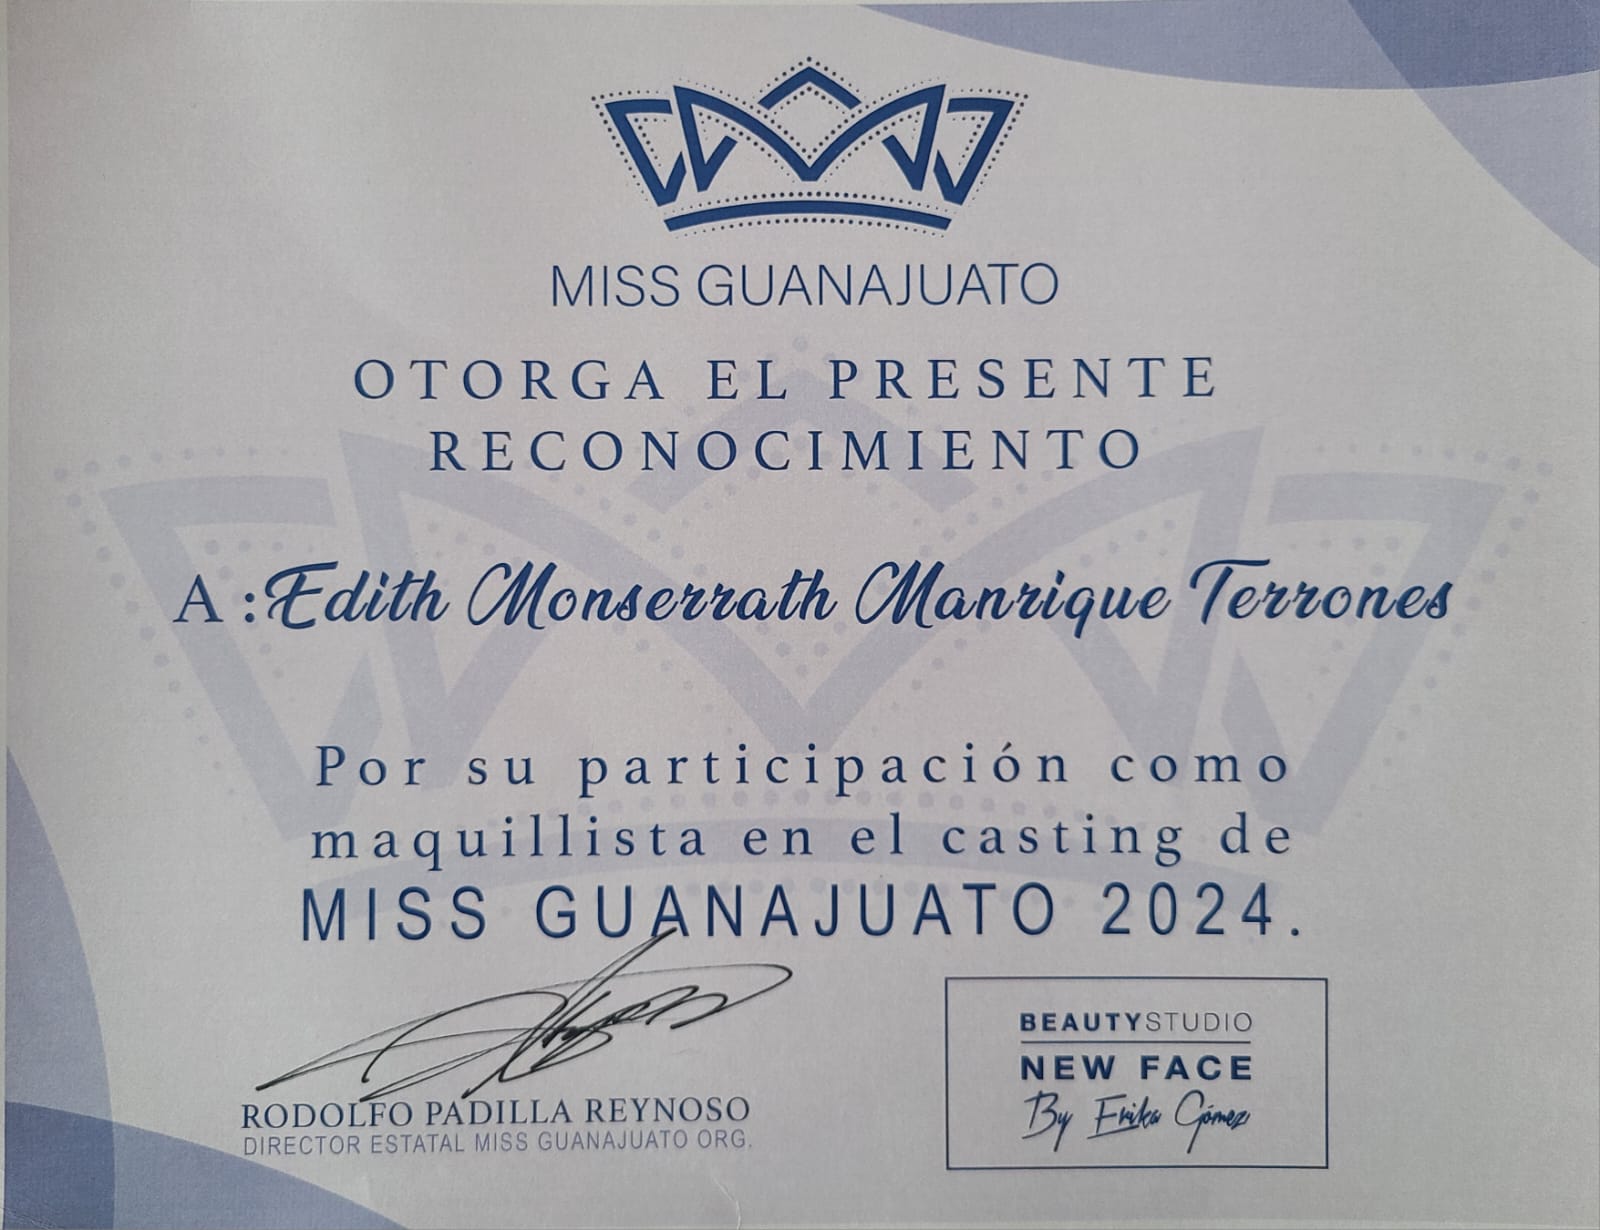 MISS GUANAJUATO
OTORGA EL PRESENTE
RECONOCIMIENTO
A : Edith Monserrath Manrique Terrones
Por su participación como
maquillista en el casting de
MISS GUANAJUATO 2024.
RODOLFO PADILLA REYNOSO
DIRECTOR ESTATAL MISS GUANAJUATO ORG.
BEAUTYSTUDIO
NEW FACE
By Erika Gómez